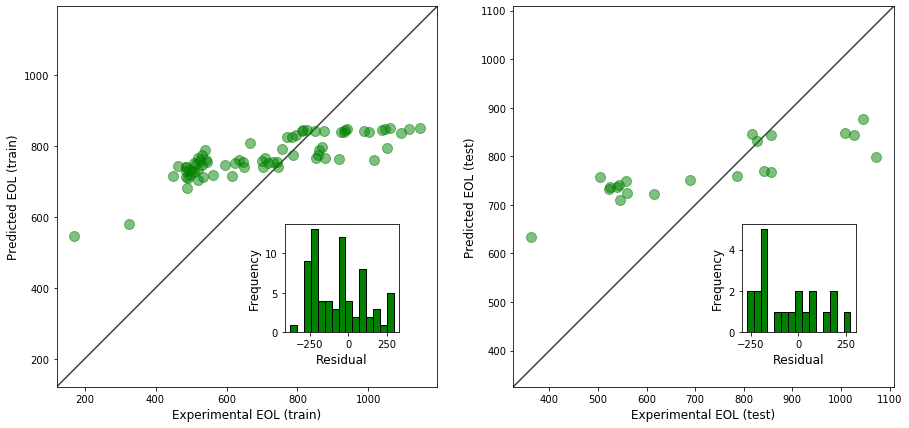 1000
800
600
400
200
Predicted EOL (train)
200 400 600 800 1000
Experimental EOL (train)
10
5
0
Frequency
−250 0 250
Residual
1100
1000
900
800
700
600
500
400
Predicted EOL (test)
400 500 600 700 800 900 1000 1100
Experimental EOL (test)
4
2
0
Frequency
−250 0 250
Residual